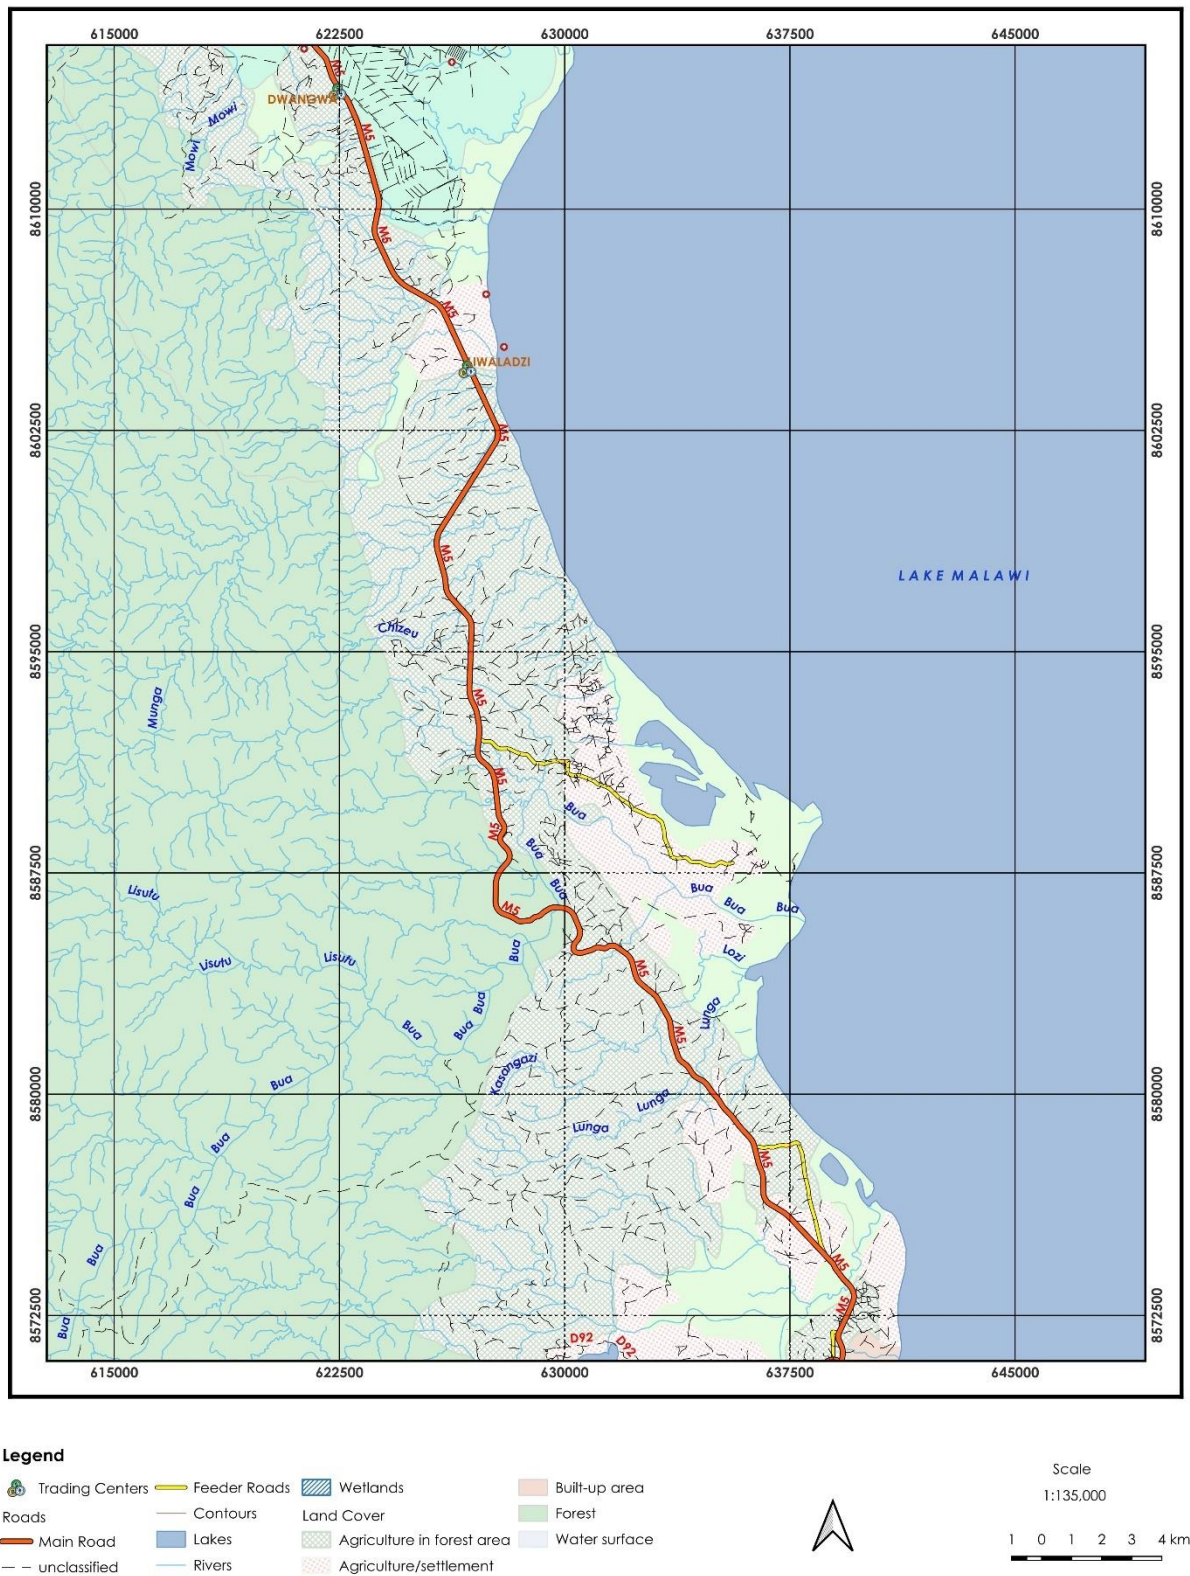 615000 622500 630000 637500 645000
M5
DWANGWA
Mowi
M5
Mowi
8610000 8610000
M5
M5
LIWALADZI
8602500 M5 8602500
M5
LAKE MALAWI
Chizeu
8595000 8595000
Munga
M5
M5
Bua
M5
Bua
8587500 8587500
Bua
Bua
Lisutu
Bua
Bua
M5
Bua
Lozi
Lisutu
Lisutu
M5
Bua
Lunga
Bua
Bua
M5
Kasangazi
Bua
8580000 Lunga 8580000
Lunga
Bua
M5
Bua
Bua
M5
M5
8572500 Bua 8572500
D92 D92
615000 622500 630000 637500 645000
Legend
Trading Centers
Roads
Main Road
unclassified
Feeder Roads
Contours
Lakes
Rivers
Wetlands
Land Cover
Agriculture in forest area
Agriculture/settlement
Built-up area
Forest
Water surface
Scale
1:135,000
1 0 1 2 3 4 km